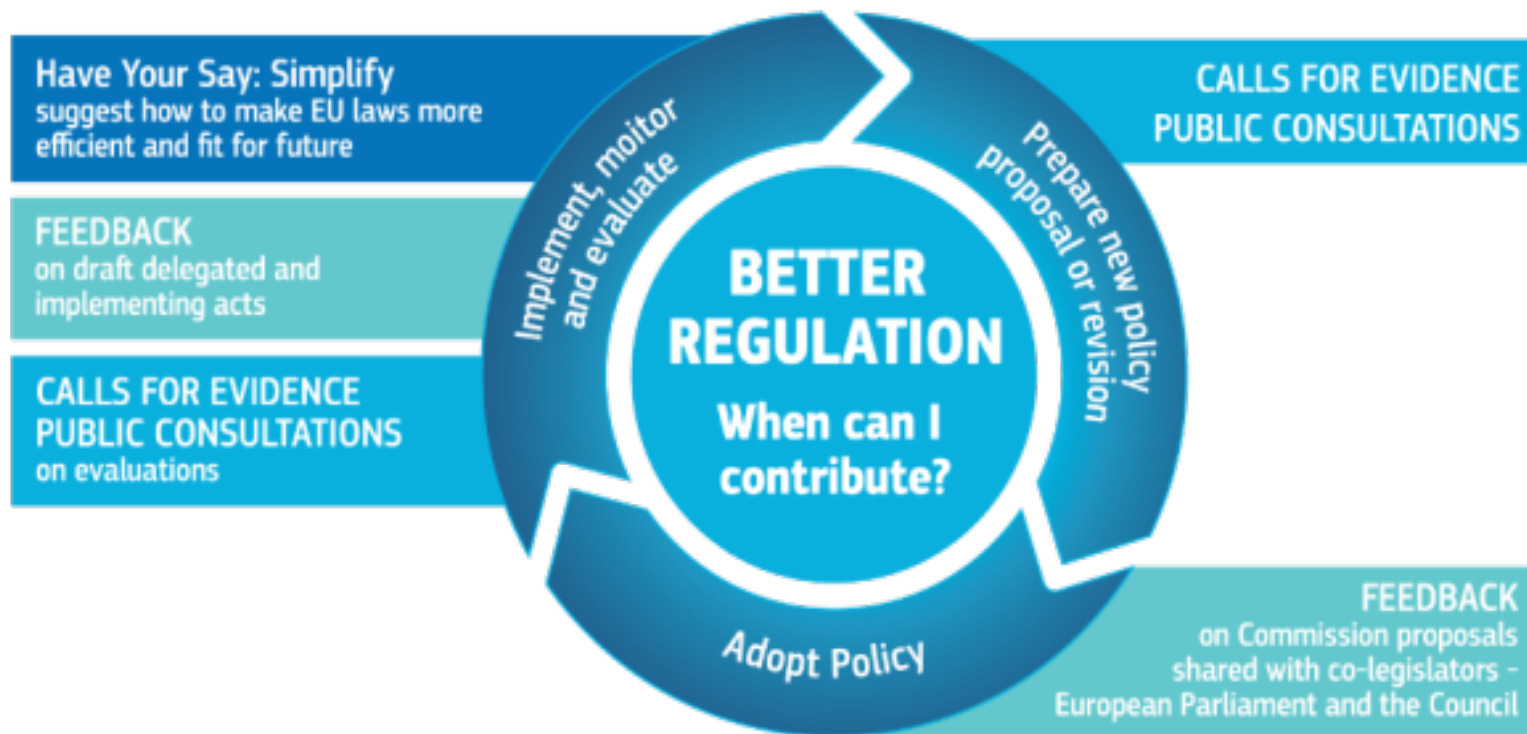 Have Your Say: Simplify
suggest how to make EU laws more
efficient and fit for future
FEEDBACK
on draft delegated and
implementing acts
CALLS FOR EVIDENCE
PUBLIC CONSULTATIONS
on evaluations
Implement, moitor
and evaluate
BETTER
REGULATION
When can I
contribute?
Prepare new policy
proposal or revision
Adopt Policy
CALLS FOR EVIDENCE
PUBLIC CONSULTATIONS
FEEDBACK
on Commission proposals
shared with co-legislators -
European Parliament and the Council